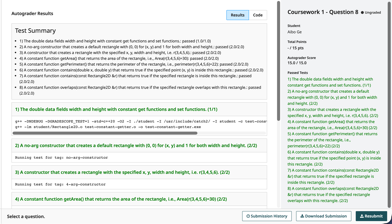 Autograder Results
Results
Code
Test Summary
1) The double data fields width and height with constant get functions and set functions.: passed (1.0/1.0)
2) A no-arg constructor that creates a default rectangle with (0, 0) for (x, y) and 1 for both width and height.: passed (2.0/2.0)
3) A constructor that creates a rectangle with the specified x, y, width and height, i.e. r(3,4,5,6).: passed (2.0/2.0)
4) A constant function getArea() that returns the area of the rectangle, i.e., Area(r(3,4,5,6)=30): passed (2.0/2.0)
5) A constant function getPerimeter() that returns the perimeter of the rectangle, i.e., perimeter(r(3,4,5,6)=22): passed (2.0/2.0)
6) A constant function contains(double x, double y) that returns true if the specified point (x, y) is inside this rectangle.: passed (2.0/2.0)
7) A constant function contains(const Rectangle2D &r) that returns true if the specified rectangle is inside this rectangle.: passed (2.0/2.0)
8) A constant function overlaps(const Rectangle2D &r) that returns true if the specified rectangle overlaps with this rectangle.: passed (2.0/2.0)
1) The double data fields width and height with constant get functions and set functions. (1/1)
2) A no-arg constructor that creates a default rectangle with (0, 0) for (x, y) and 1 for both width and height. (2/2)
Running test for tag: no-arg-constructor
3) A constructor that creates a rectangle with the specified x, y, width and height, i.e. r(3,4,5,6). (2/2)
Running test for tag: 4-arg-constructor
4) A constant function getArea() that returns the area of the rectangle, i.e., Area(r(3,4,5,6)=30) (2/2)
Coursework 1 - Question 8
Ungraded
Student
Aitxo Ge
Total Points
- / 15 pts
Autograder Score
15.0 / 15.0
Passed Tests
1) The double data fields width and height with constant get functions and set functions. (1/1)
2) A no-arg constructor that creates a default rectangle with (0, 0) for (x, y) and 1 for both width and height. (2/2)
3) A constructor that creates a rectangle with the specified x, y, width and height, i.e. r(3,4,5,6). (2/2)
4) A constant function getArea() that returns the area of the rectangle, i.e., Area(r(3,4,5,6)=30) (2/2)
5) A constant function getPerimeter() that returns the perimeter of the rectangle, i.e., perimeter(r(3,4,5,6)=22) (2/2)
6) A constant function contains(double x, double y) that returns true if the specified point (x, y) is inside this rectangle. (2/2)
7) A constant function contains(const Rectangle2D &r) that returns true if the specified rectangle is inside this rectangle. (2/2)
8) A constant function overlaps(const Rectangle2D &r) that returns true if the specified rectangle overlaps with this rectangle. (2/2)
Select a question.
Submission History
Download Submission
Resubmit